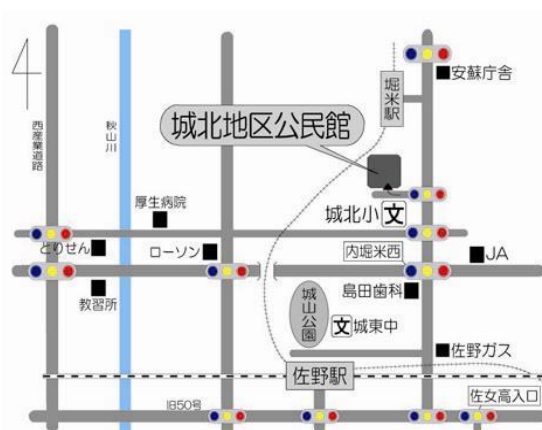 安蘇庁舎
堀米駅
城北地区公民館
西産業道路
秋山川
厚生病院
城北小
文
とりせん
ローソン
内堀米西
JA
教習所
島田歯科
城山公園
文
城東中
佐野ガス
佐野駅
旧50号
佐女高入口